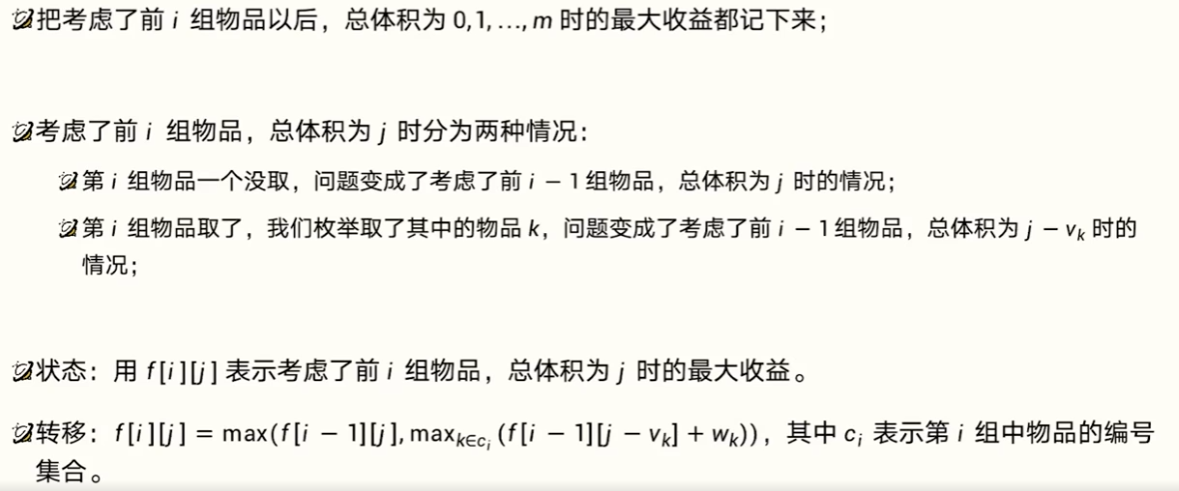 把考虑了前 i 组物品以后，总体积为 0,1,…,m 时的最大收益都记下来；
考虑了前 i 组物品，总体积为 j 时分为两种情况：
第 i 组物品一个没取，问题变成了考虑了前 i − 1 组物品，总体积为 j 时的情况；
第 i 组物品取了，我们枚举取了其中的物品 k，问题变成了考虑了前 i − 1 组物品，总体积为 j − vₖ 时的
情况；
状态：用 f[i][j] 表示考虑了前 i 组物品，总体积为 j 时的最大收益。
转移：f[i][j] = max(f[i − 1][j], max_{k∈c_i} (f[i − 1][j − vₖ] + wₖ))，其中 c_i 表示第 i 组中物品的编号
集合。